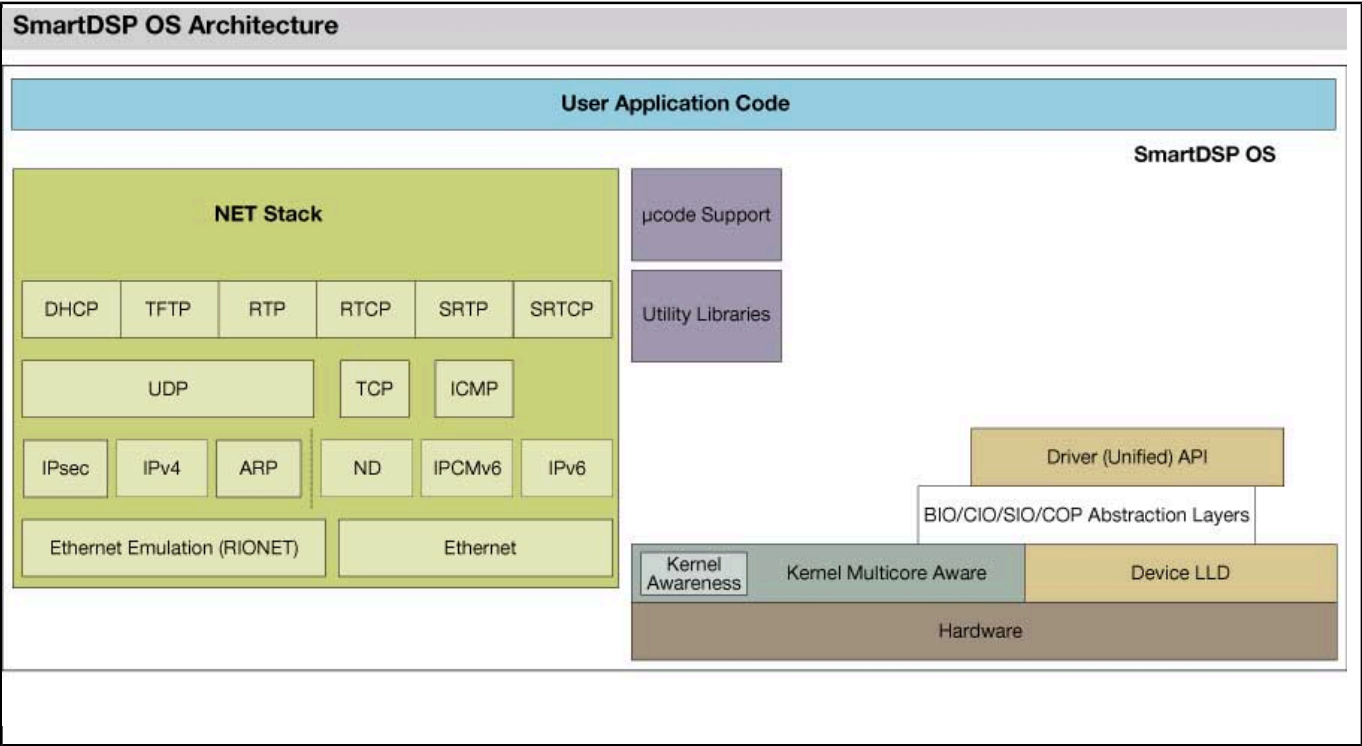 SmartDSP OS Architecture
User Application Code
SmartDSP OS
NET Stack
DHCP
TFTP
RTP
RTCP
SRTP
SRTCP
UDP
TCP
ICMP
IPsec
IPv4
ARP
ND
IPCMv6
IPv6
Ethernet Emulation (RIONET)
Ethernet
µcode Support
Utility Libraries
Driver (Unified) API
BIO/CIO/SIO/COP Abstraction Layers
Kernel
Awareness
Kernel Multicore Aware
Device LLD
Hardware